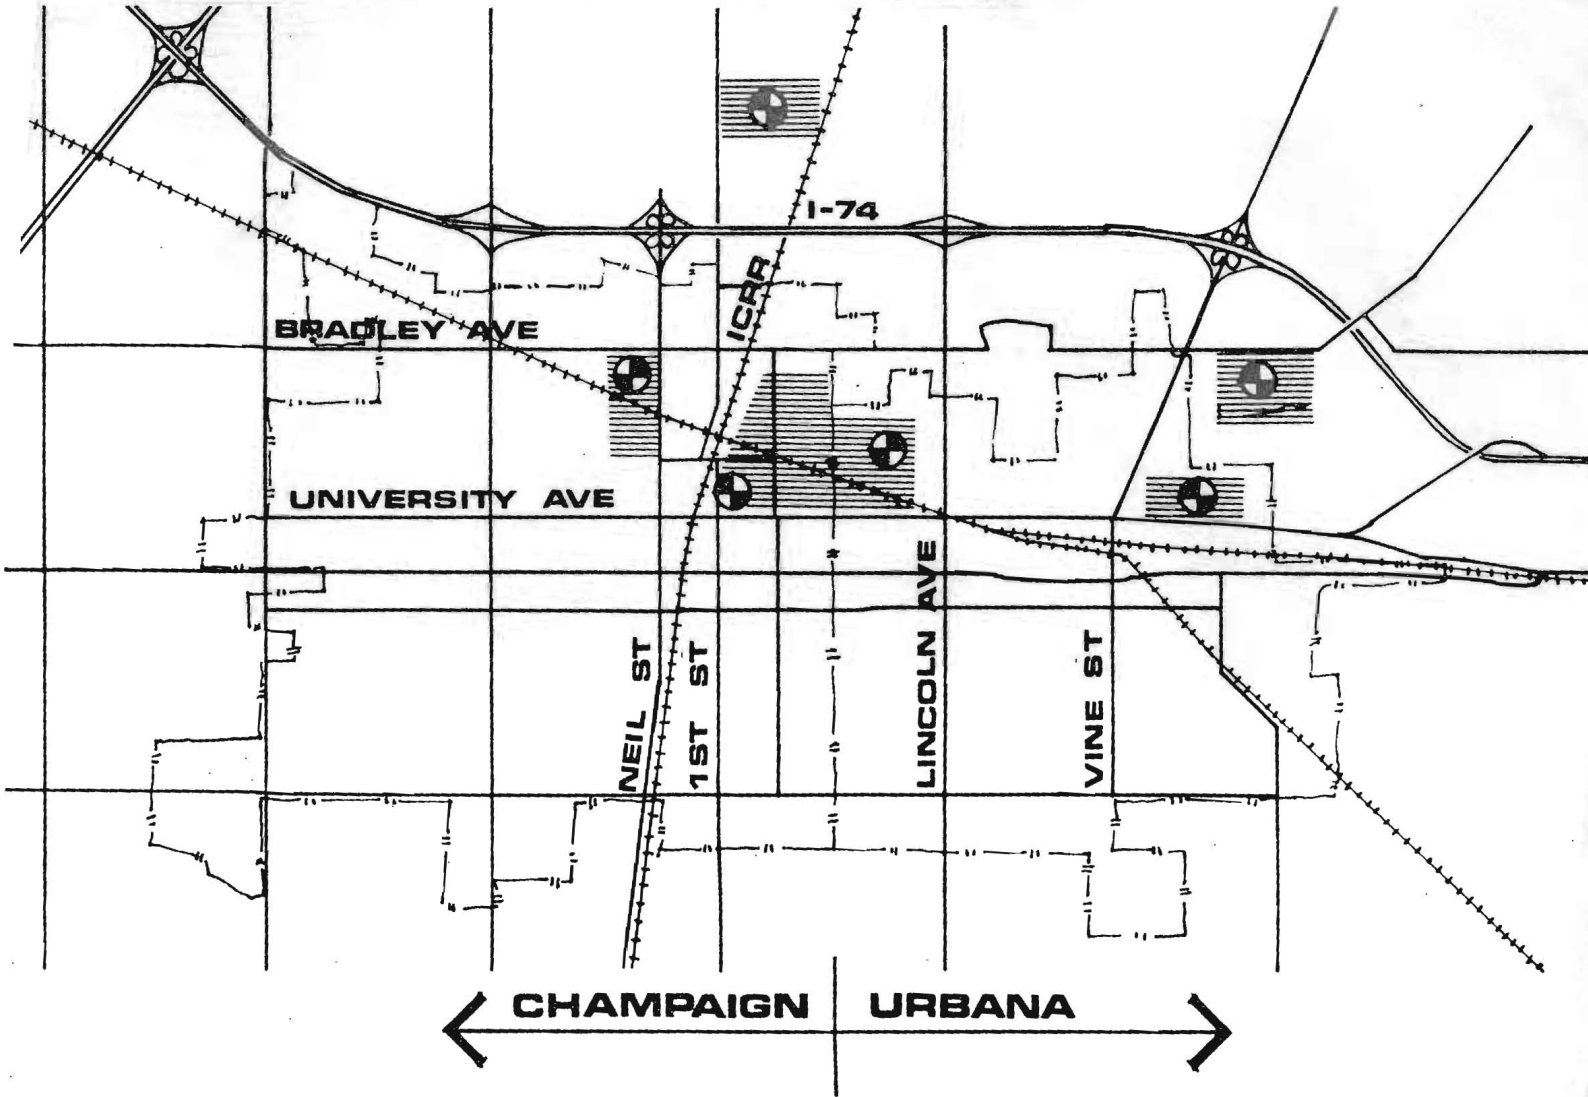 I-74
ICRR
BRADLEY AVE
UNIVERSITY AVE
NEIL ST
1ST ST
LINCOLN AVE
VINE ST
CHAMPAIGN
URBANA